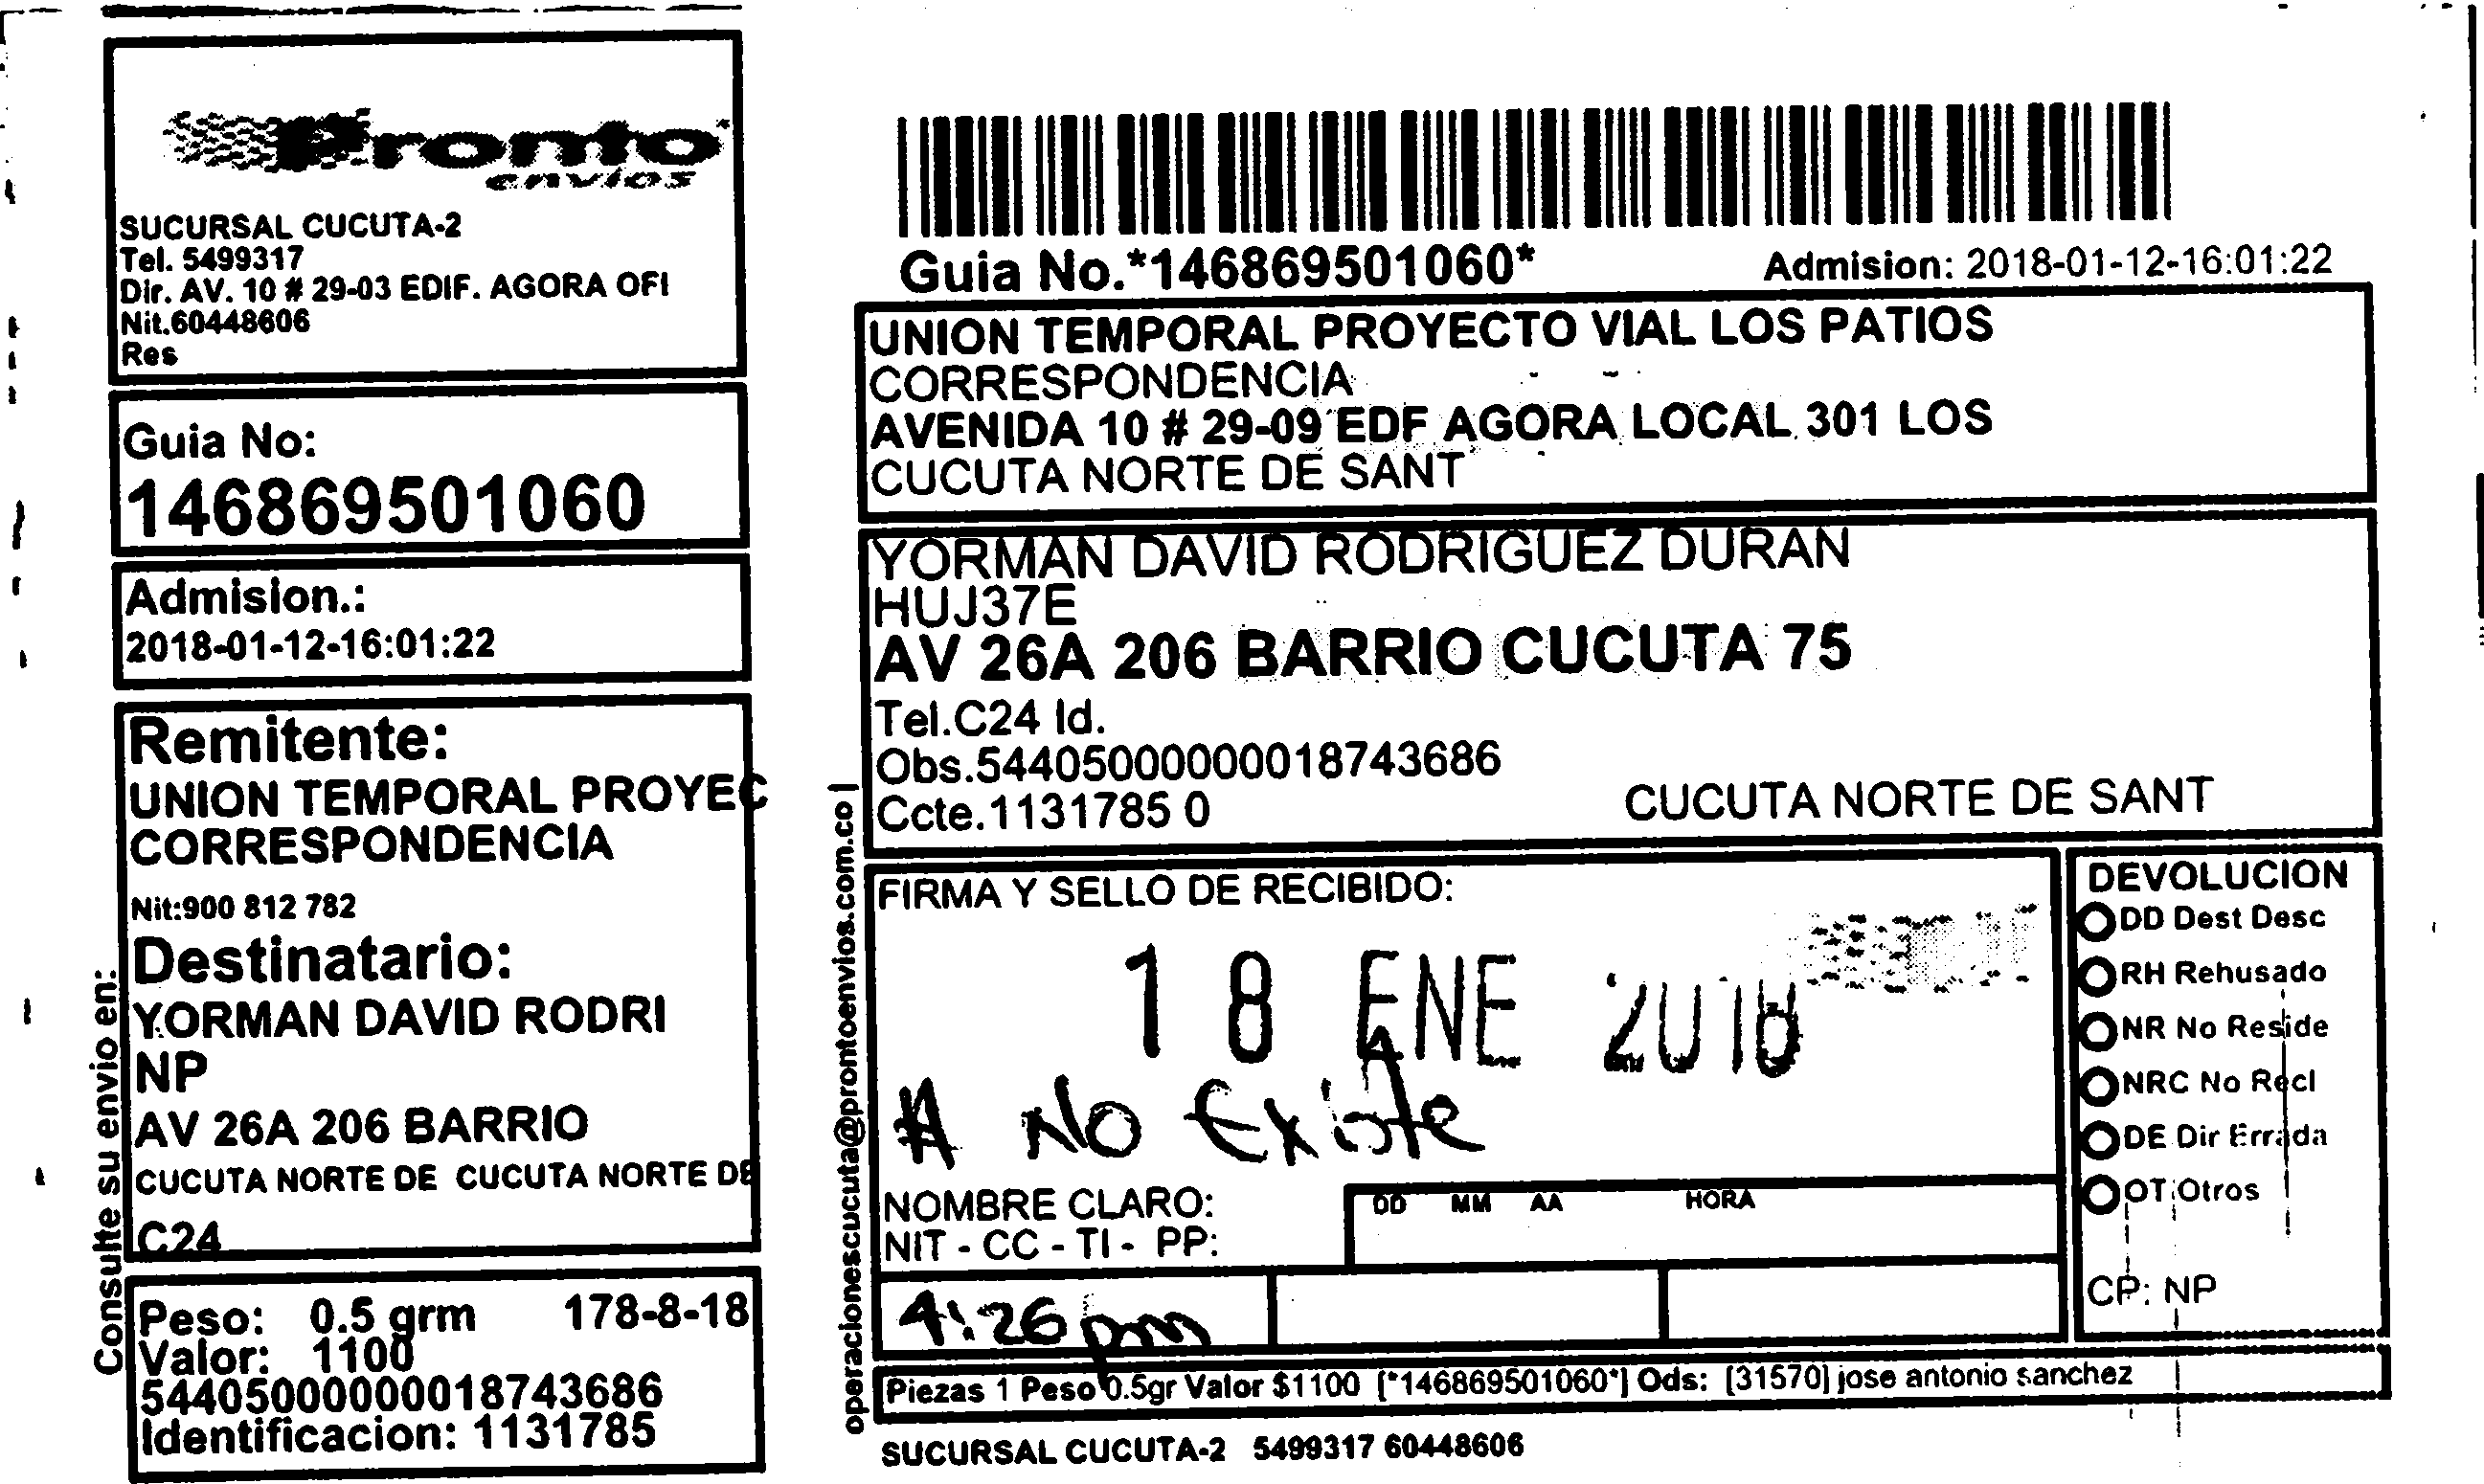 Pronto
envios
SUCURSAL CUCUTA-2
Tel. 5499317
Dir. AV. 10 # 29-03 EDIF. AGORA OFI
Nit.60448606
Res
Guia No:
146869501060
Admision.:
2018-01-12-16:01:22
Remitente:
UNION TEMPORAL PROYEC
CORRESPONDENCIA
Nit:900 812 782
Destinatario:
YORMAN DAVID RODRI
NP
AV 26A 206 BARRIO
CUCUTA NORTE DE CUCUTA NORTE DE
C24
Peso: 0.5 grm 178-8-18
Valor: 1100
544050000000018743686
Identificacion: 1131785
Consulte su envio en:
operacionescucuta@prontoenvios.com.co |
Guia No.*146869501060*
Admision: 2018-01-12-16:01:22
UNION TEMPORAL PROYECTO VIAL LOS PATIOS
CORRESPONDENCIA
AVENIDA 10 # 29-09 EDF AGORA LOCAL 301 LOS
CUCUTA NORTE DE SANT
YORMAN DAVID RODRIGUEZ DURAN
HUJ37E
AV 26A 206 BARRIO CUCUTA 75
Tel.C24 Id.
Obs.544050000000018743686
Ccte.1131785 0
CUCUTA NORTE DE SANT
FIRMA Y SELLO DE RECIBIDO:
18 ENE 2018
# No Existe
NOMBRE CLARO:
NIT - CC - TI - PP:
DD MM AA HORA
4:26 pm
DEVOLUCION
DD Dest Desc
RH Rehusado
NR No Reside
NRC No Recl
DE Dir Errada
OT Otros
CP: NP
Piezas 1 Peso 0.5gr Valor $1100 [*146869501060*] Ods: [31570] jose antonio sanchez
SUCURSAL CUCUTA-2 5499317 60448606